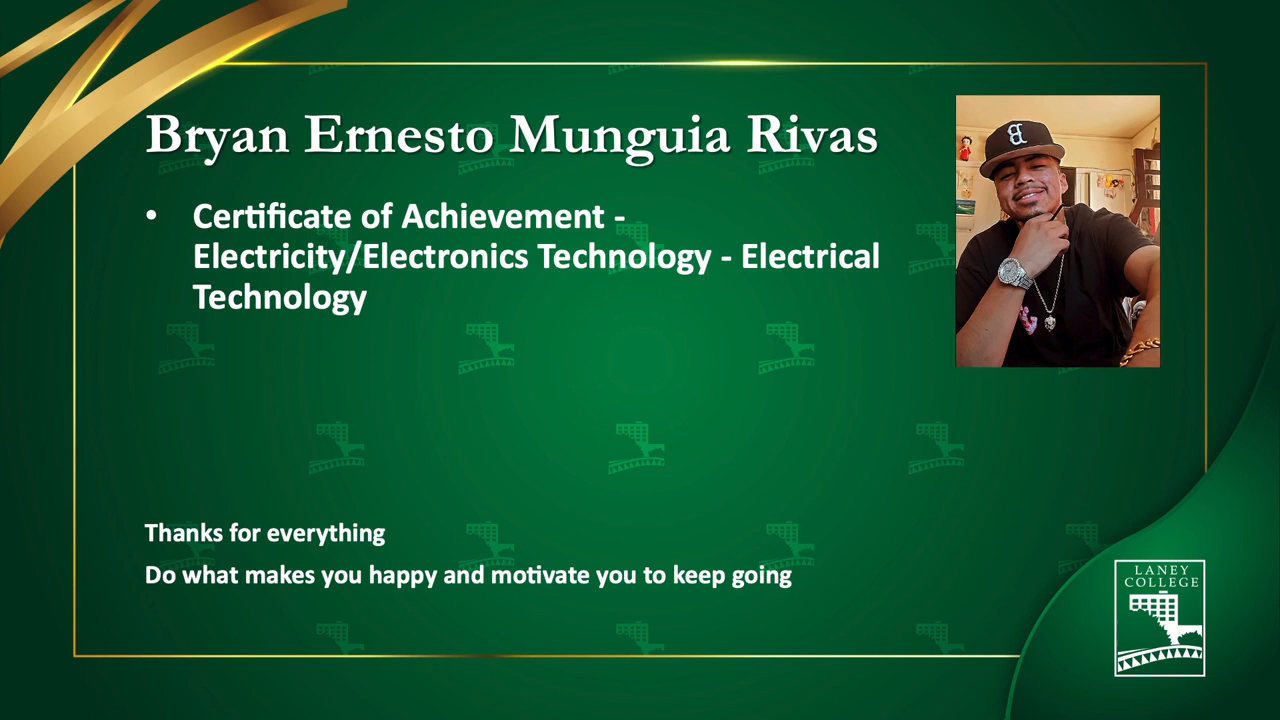 Bryan Ernesto Munguia Rivas
• Certificate of Achievement -
Electricity/Electronics Technology - Electrical
Technology
Thanks for everything
Do what makes you happy and motivate you to keep going
LANEY
COLLEGE